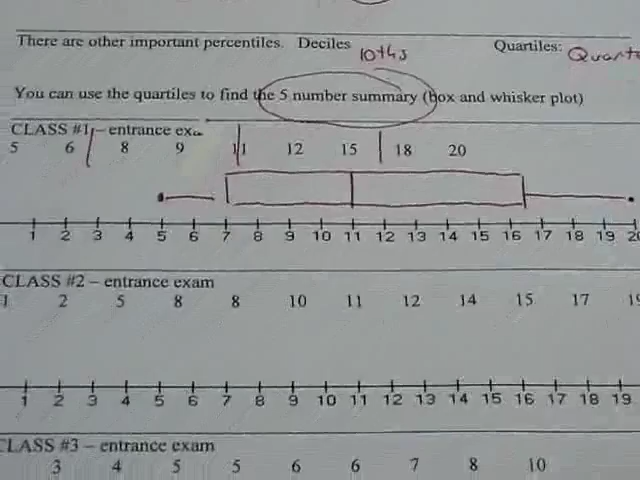 There are other important percentiles. Deciles 10ths Quartiles: Quart
You can use the quartiles to find the 5 number summary (box and whisker plot)
CLASS #1 – entrance ex
5 6 8 9 11 12 15 18 20
1 2 3 4 5 6 7 8 9 10 11 12 13 14 15 16 17 18 19 20
CLASS #2 – entrance exam
1 2 5 8 8 10 11 12 14 15 17 19
1 2 3 4 5 6 7 8 9 10 11 12 13 14 15 16 17 18 19
CLASS #3 – entrance exam
3 4 5 5 6 6 7 8 10